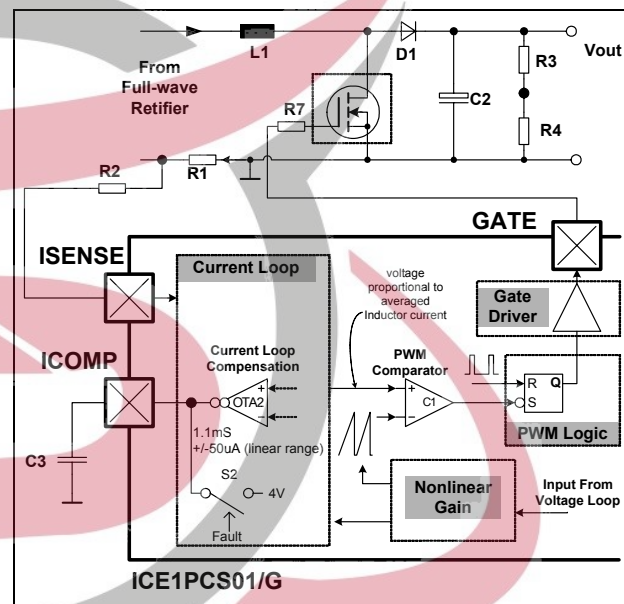 L1
D1
From
Full-wave
Retifier
R3
Vout
C2
R7
R4
R2
R1
GATE
ISENSE
Current Loop
voltage
proportional to
averaged
Inductor current
Gate
Driver
ICOMP
Current Loop
Compensation
PWM
Comparator
+
OTA2
−
+
C1
−
R
Q
S
PWM Logic
C3
1.1mS
+/-50uA (linear range)
S2
4V
Fault
Nonlinear
Gain
Input From
Voltage Loop
ICE1PCS01/G